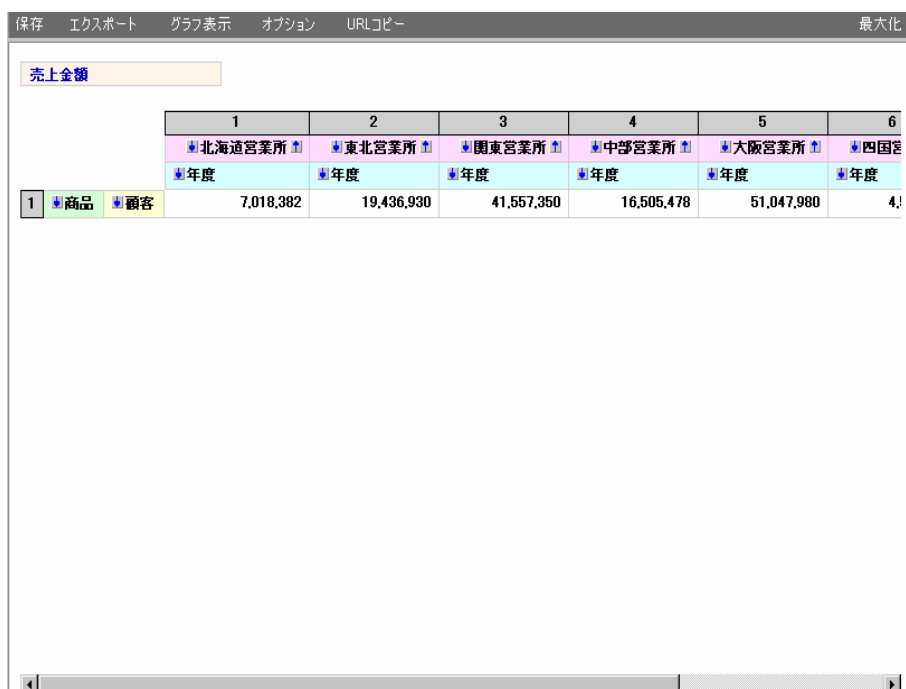 保存 エクスポート グラフ表示 オプション URLコピー 最大化
売上金額
1 2 3 4 5 6
北海道営業所 東北営業所 関東営業所 中部営業所 大阪営業所 四国営
年度 年度 年度 年度 年度 年度
1 商品 顧客 7,018,382 19,436,930 41,557,350 16,505,478 51,047,980 4,